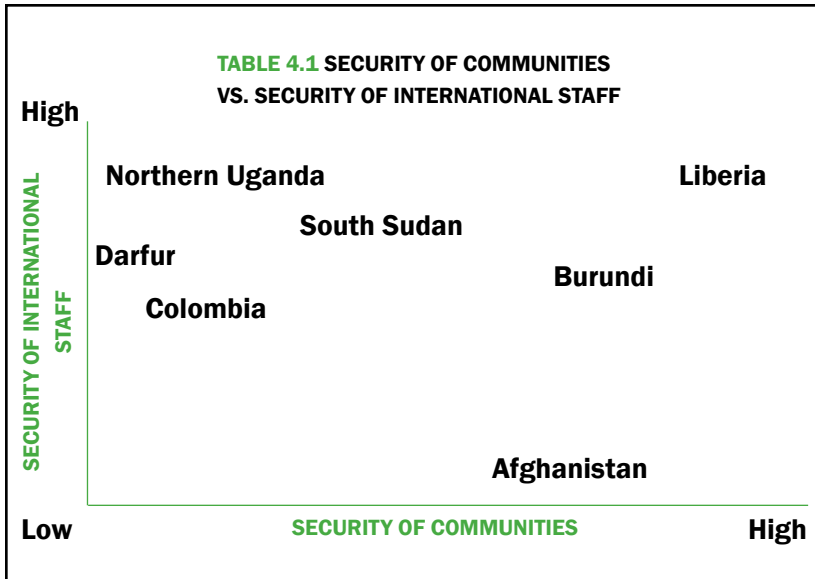 TABLE 4.1 SECURITY OF COMMUNITIES
VS. SECURITY OF INTERNATIONAL STAFF
High
SECURITY OF INTERNATIONAL
STAFF
Northern Uganda
Liberia
South Sudan
Darfur
Burundi
Colombia
Afghanistan
Low
SECURITY OF COMMUNITIES
High